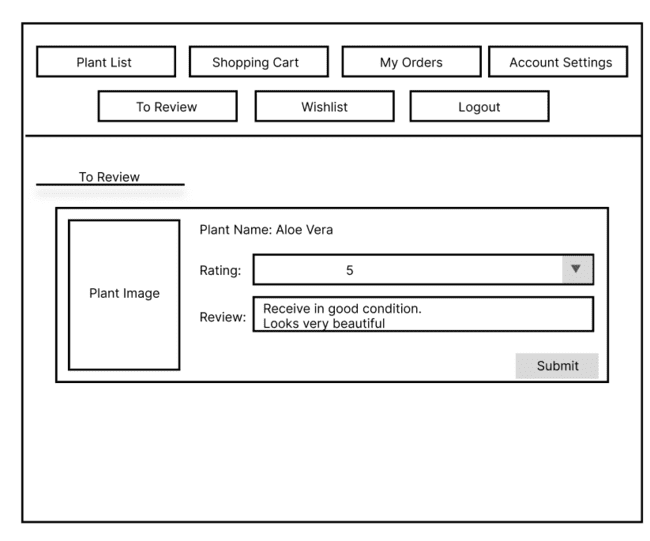 Plant List
Shopping Cart
My Orders
Account Settings
To Review
Wishlist
Logout
To Review
Plant Image
Plant Name: Aloe Vera
Rating:
5
Review:
Receive in good condition.
Looks very beautiful
Submit